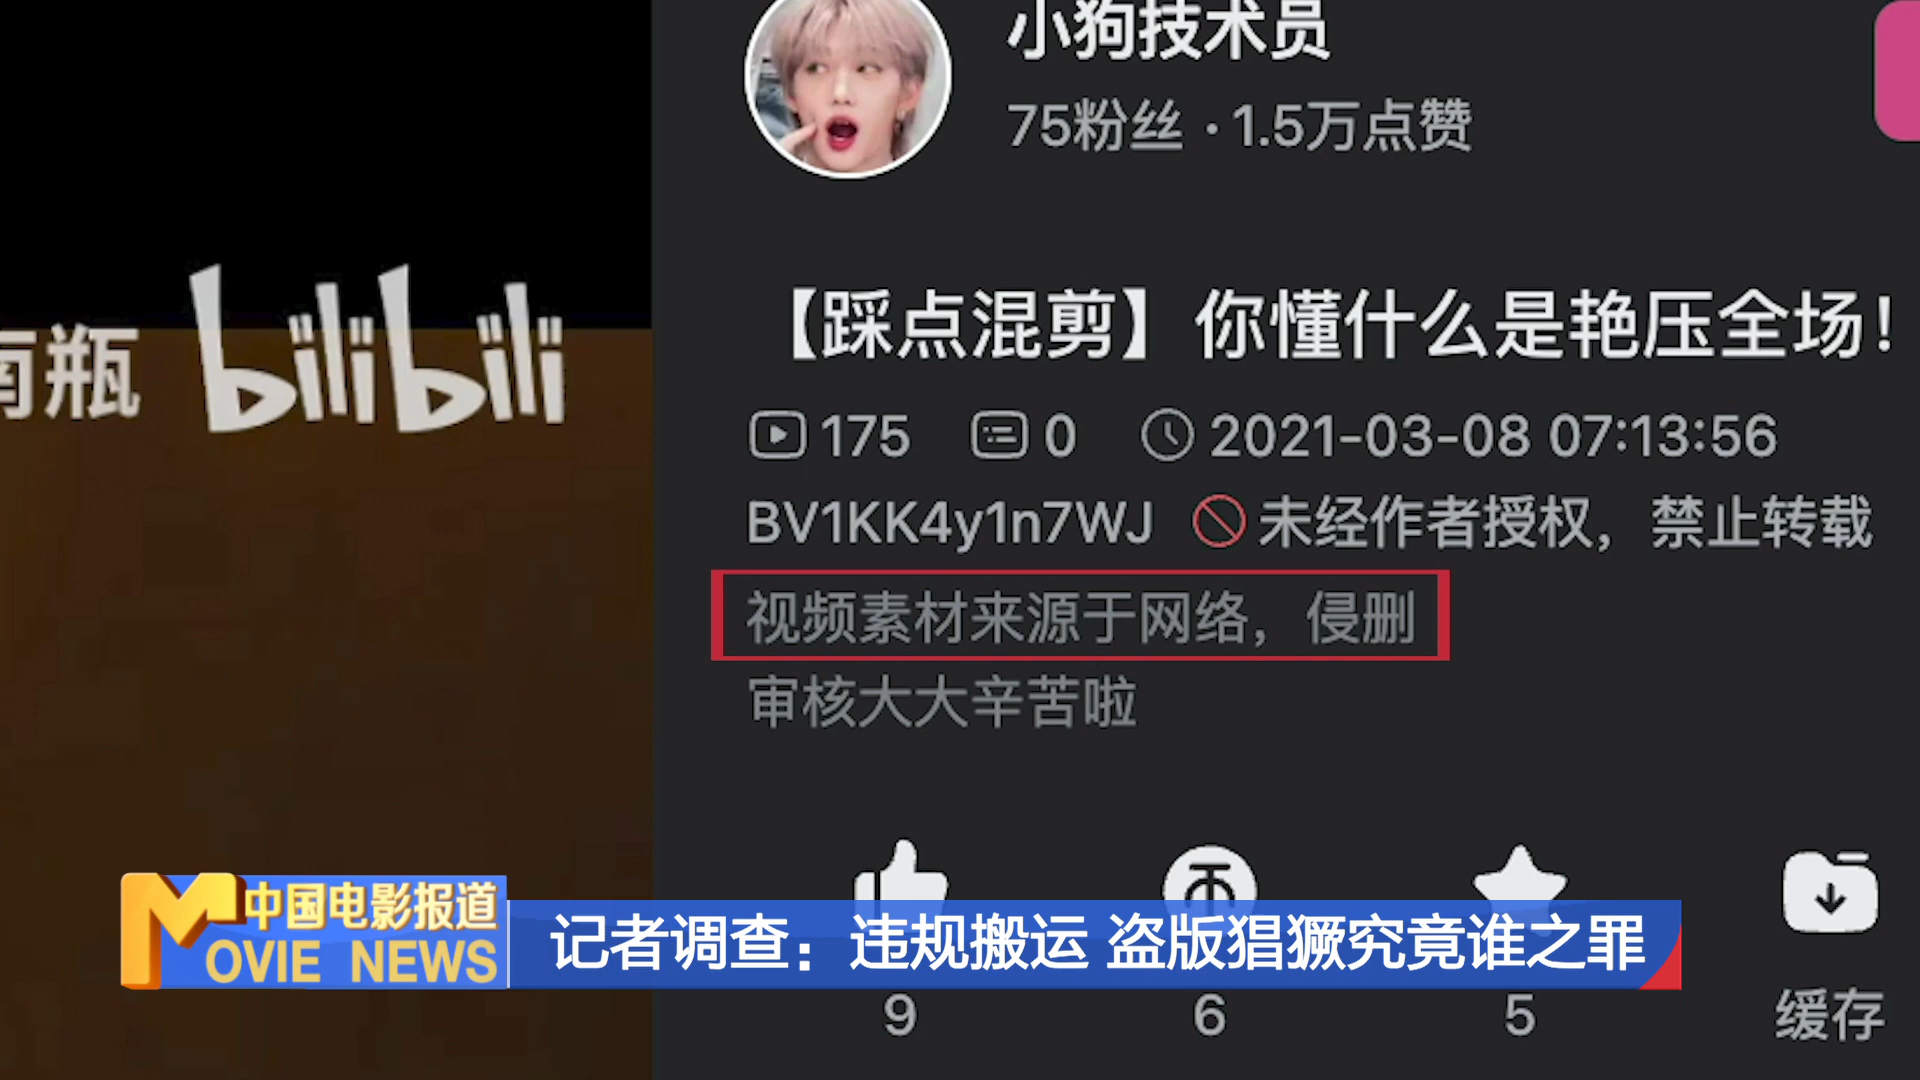 小狗技术员
75粉丝 · 1.5万点赞
瓶 bilibili
【踩点混剪】你懂什么是艳压全场！
175 0 2021-03-08 07:13:56
BV1KK4y1n7WJ 未经作者授权，禁止转载
视频素材来源于网络，侵删
审核大大辛苦啦
中国电影报道
MOVIE NEWS
记者调查：违规搬运 盗版猖獗究竟谁之罪
9 6 5 缓存